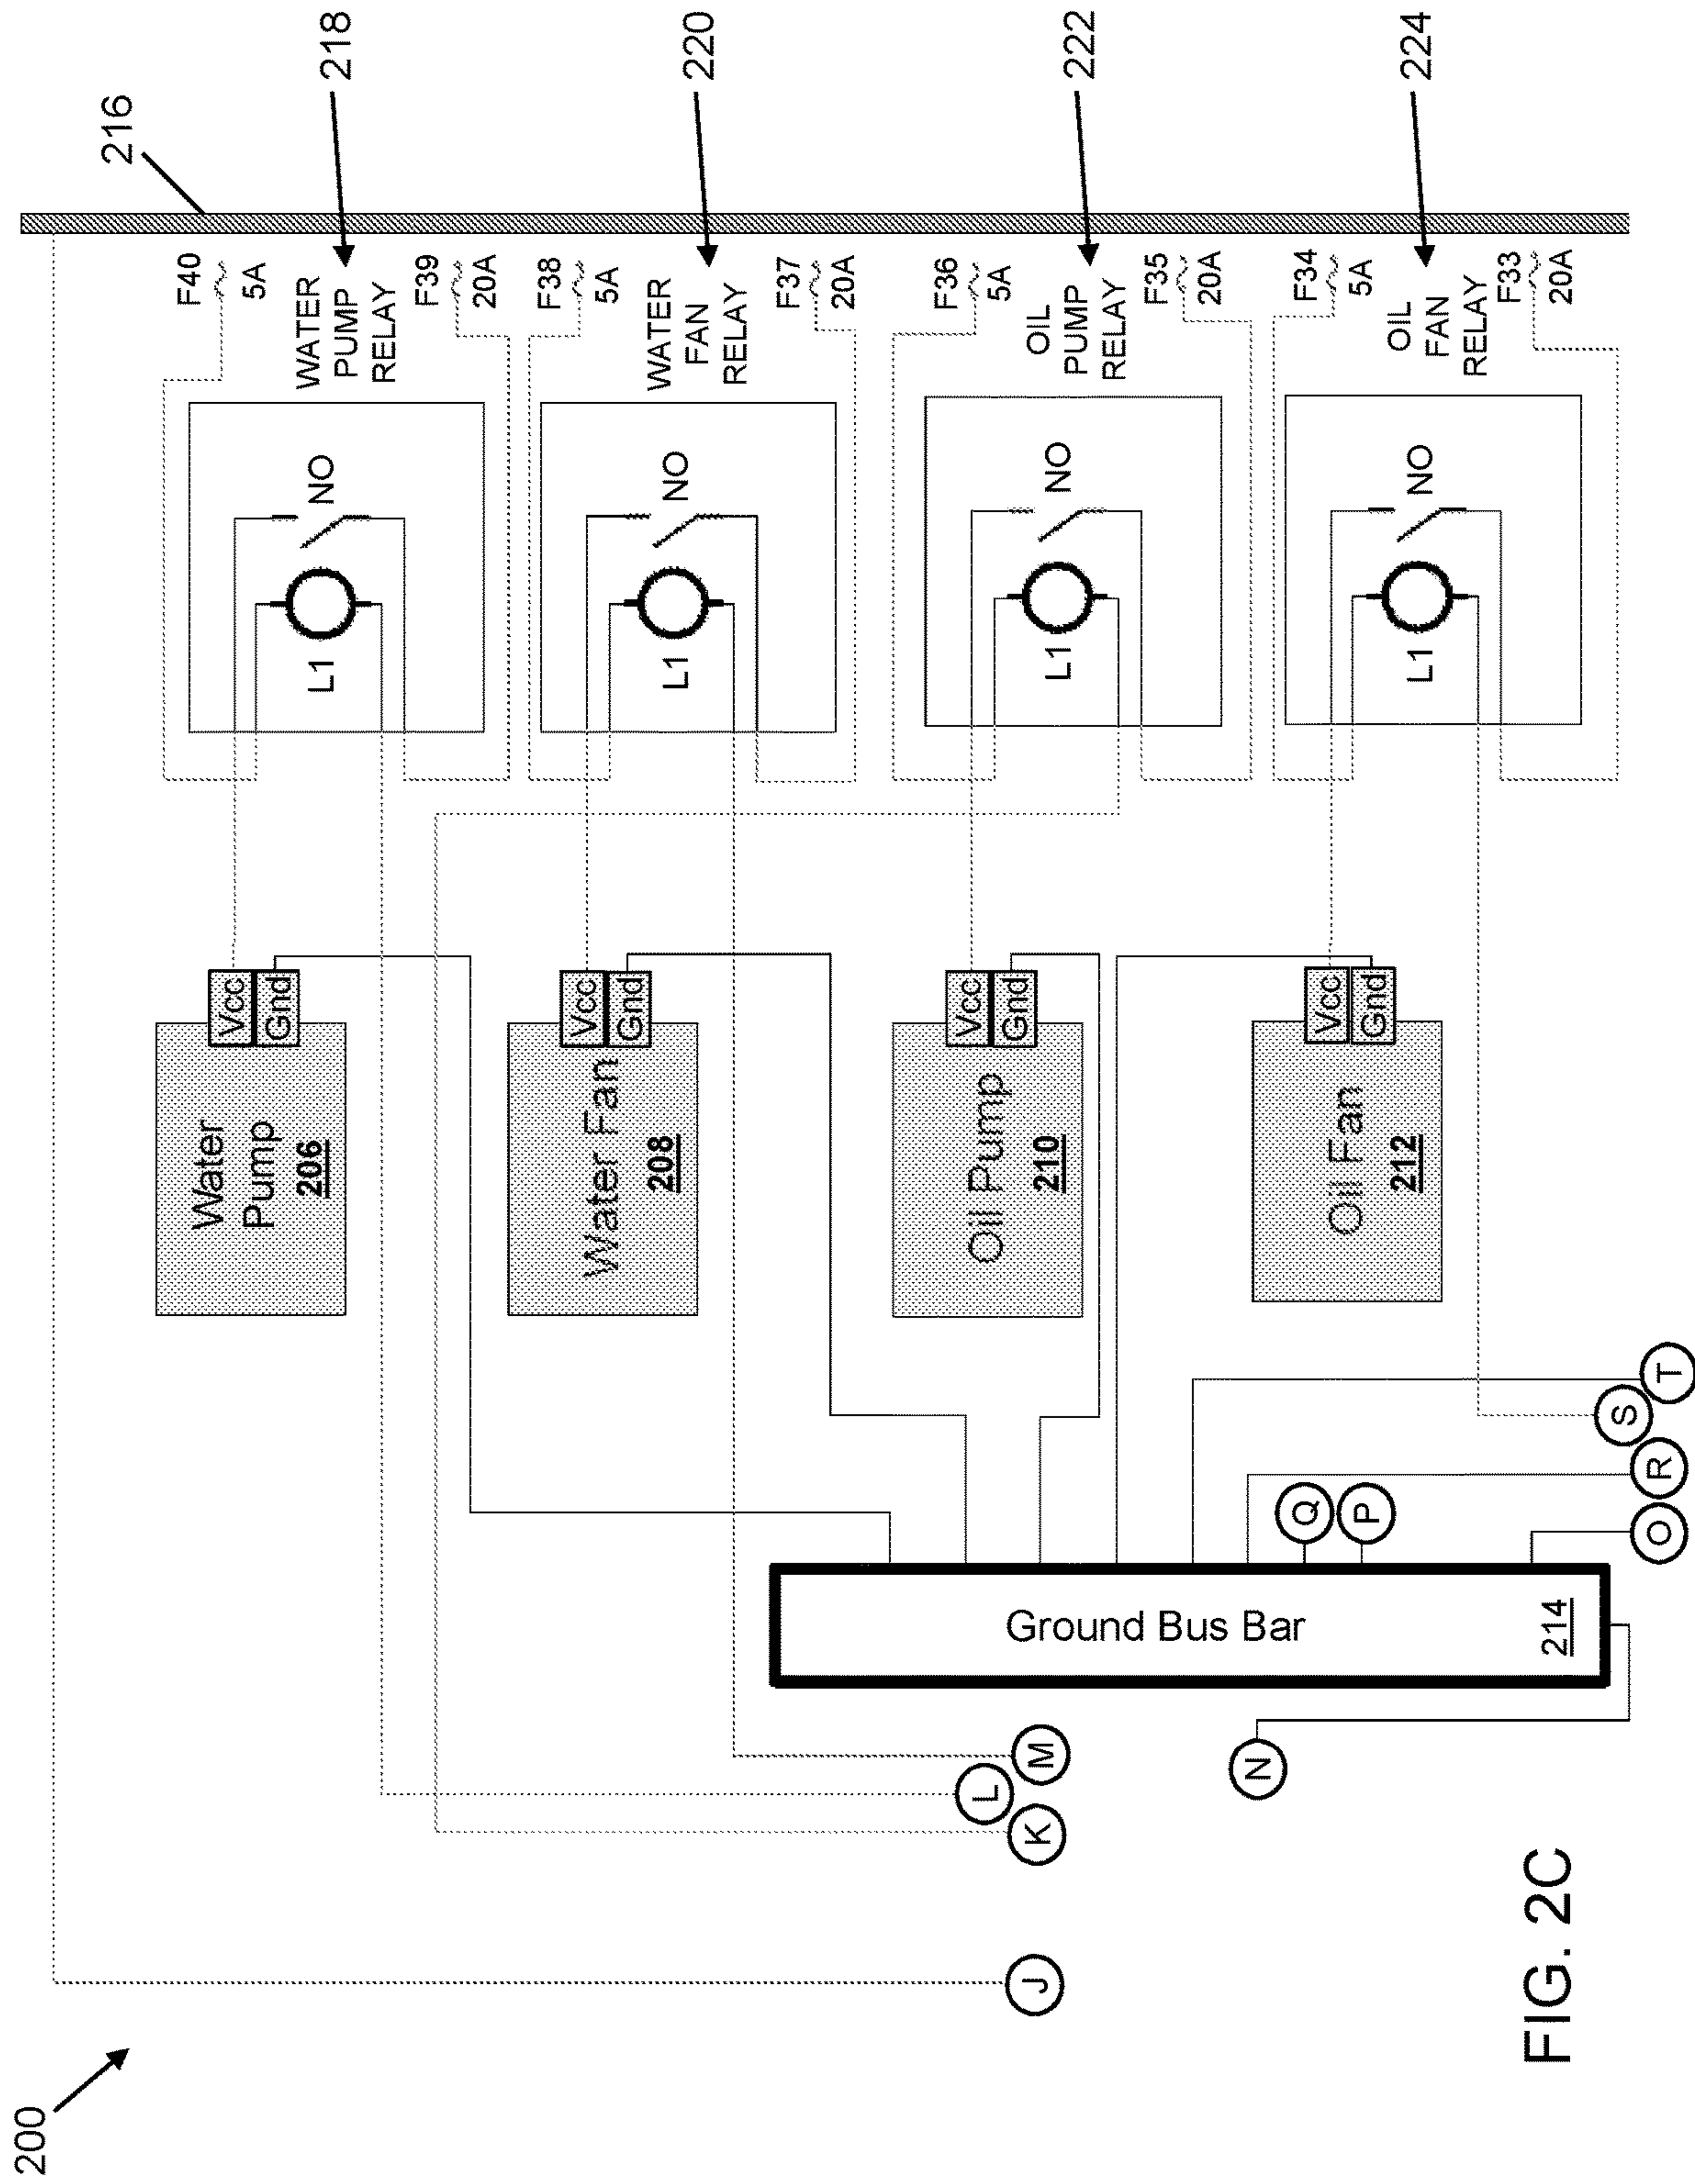 200
216
218
220
222
224
F40
5A
WATER
PUMP
RELAY
F39
20A
F38
5A
WATER
FAN
RELAY
F37
20A
F36
5A
OIL
PUMP
RELAY
F35
20A
F34
5A
OIL
FAN
RELAY
F33
20A
NO
L1
NO
L1
NO
L1
NO
L1
Vcc
Gnd
Water
Pump
206
Vcc
Gnd
Water Fan
208
Vcc
Gnd
Oil Pump
210
Vcc
Gnd
Oil Fan
212
T
S
R
Q
P
O
Ground Bus Bar
214
M
L
K
N
J
FIG. 2C